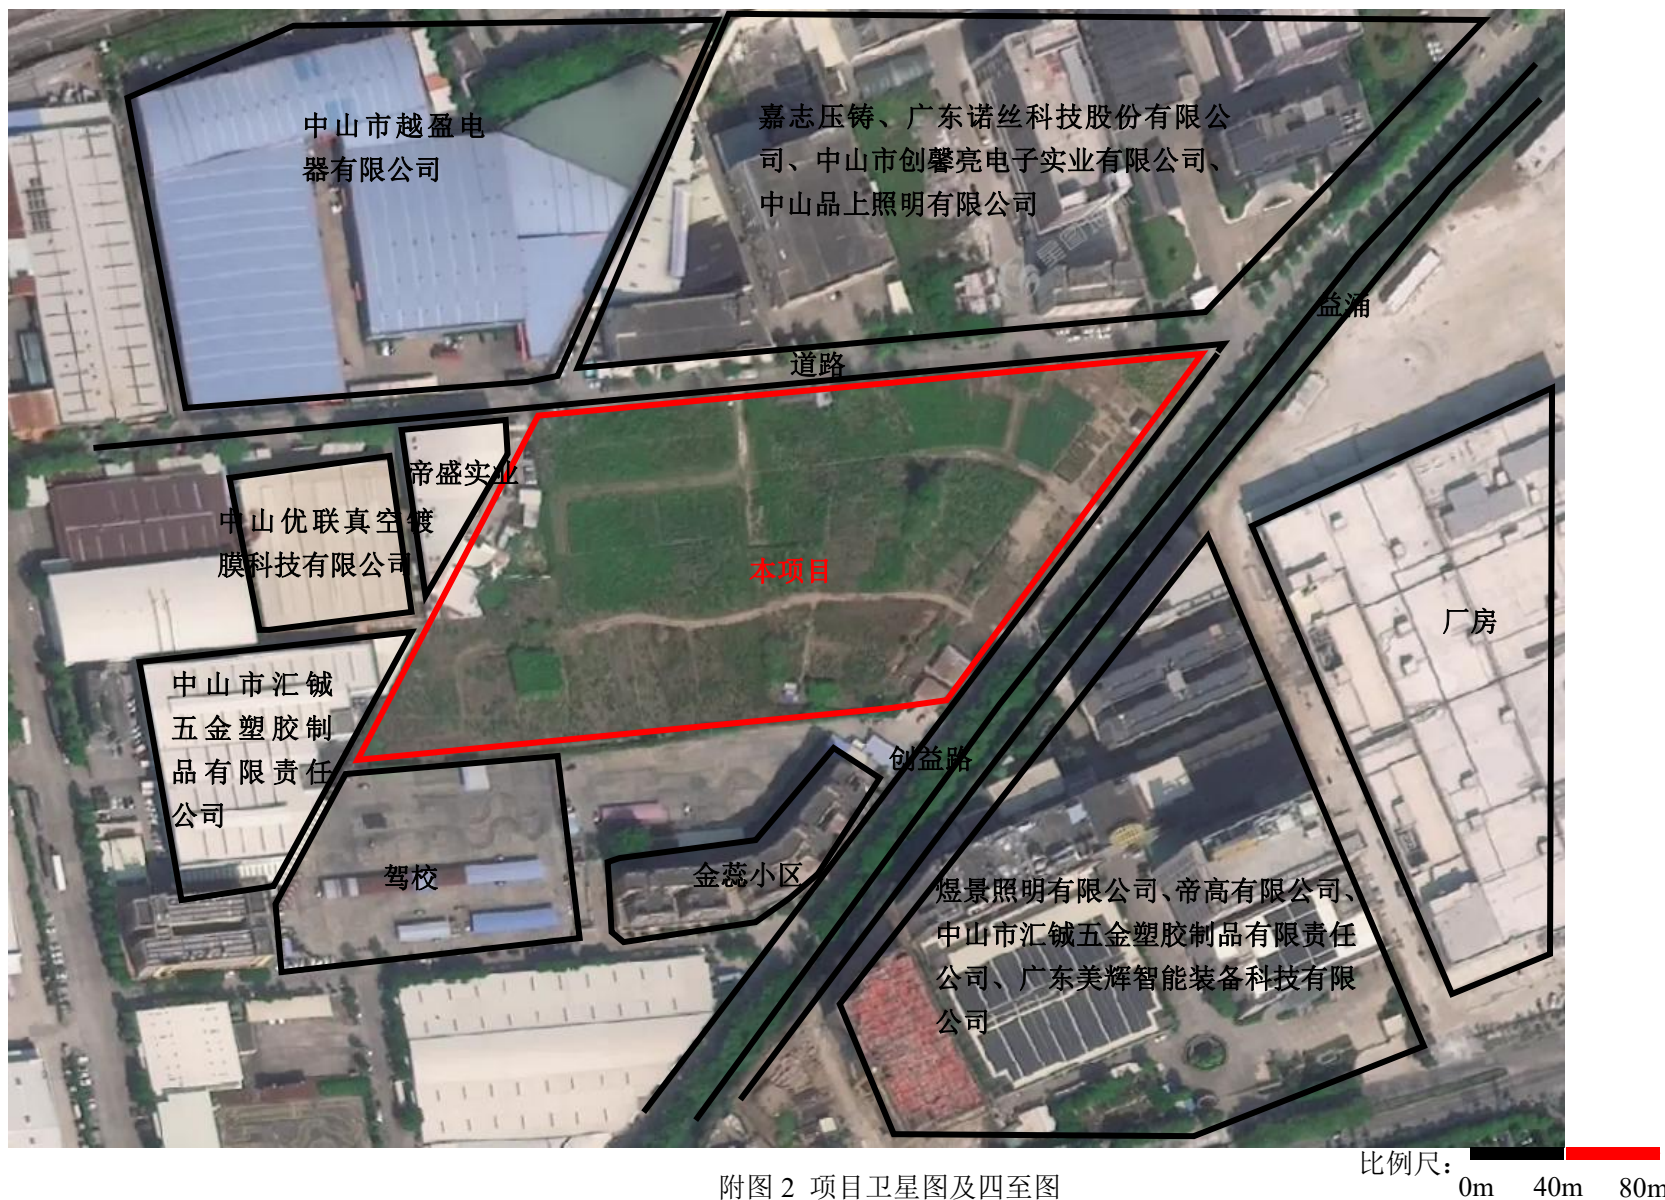 中山市越盈电
器有限公司
嘉志压铸、广东诺丝科技股份有限公
司、中山市创馨亮电子实业有限公司、
中山品上照明有限公司
益涌
道路
帝盛实业
中山优联真空镀
膜科技有限公司
本项目
厂房
中山市汇铖
五金塑胶制
品有限责任
公司
创益路
驾校
金蕊小区
煜景照明有限公司、帝高有限公司、
中山市汇铖五金塑胶制品有限责任
公司、广东美辉智能装备科技有限
公司
比例尺：
0m 40m 80m
附图 2 项目卫星图及四至图